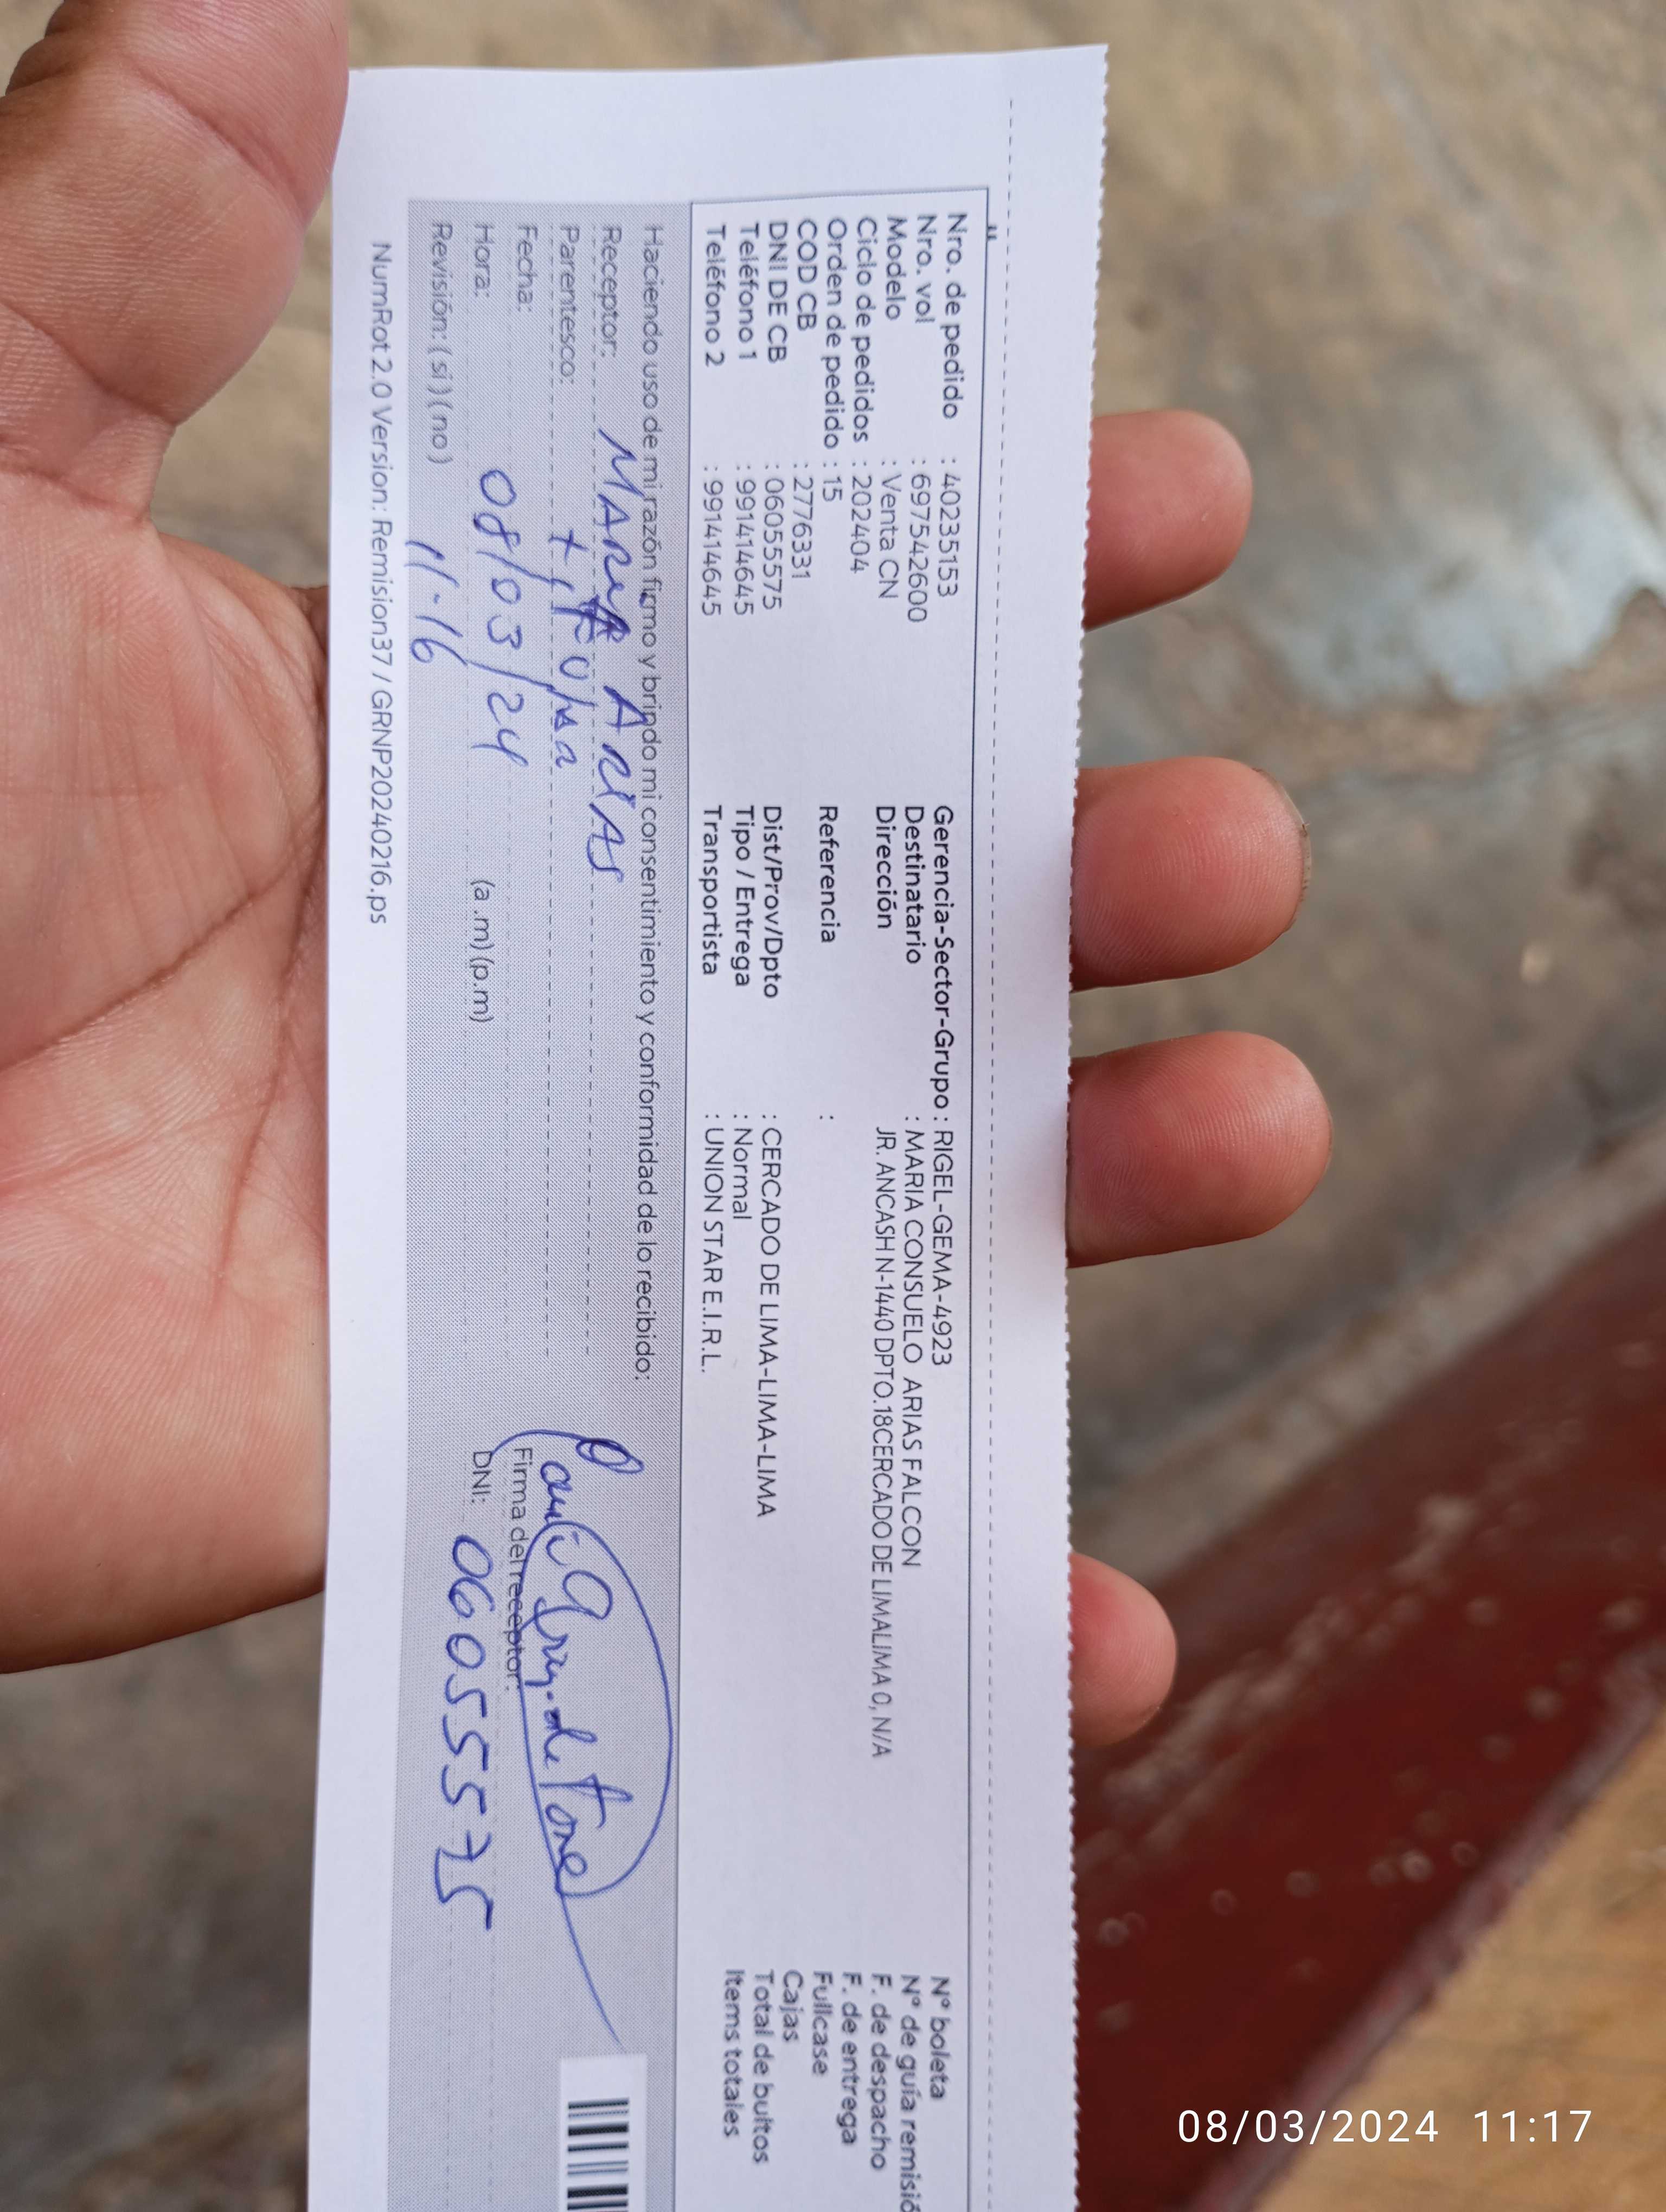 Nro. de pedido : 40235153
Nro. vol : 697542600
Modelo : Venta CN
Ciclo de pedidos : 202404
Orden de pedido : 15
COD CB : 2776331
DNI DE CB : 06055575
Teléfono 1 : 991414645
Teléfono 2 : 991414645
Gerencia-Sector-Grupo : RIGEL-GEMA-4923
Destinatario : MARIA CONSUELO ARIAS FALCON
Dirección JR. ANCASH N-1440 DPTO.18CERCADO DE LIMALIMA 0, N/A
Referencia :
Dist/Prov/Dpto : CERCADO DE LIMA-LIMA-LIMA
Tipo / Entrega : Normal
Transportista : UNION STAR E.I.R.L.
N° boleta
N° de guía remisió
F. de despacho
F. de entrega
Fullcase
Cajas
Total de bultos
Items totales
Haciendo uso de mi razón firmo y brindo mi consentimiento y conformidad de lo recibido:
Receptor: MARIA ARIAS
Parentesco:
Fecha: 08/03/24
Hora: (a .m)(p.m)
11-16
Revisión: (si) (no)
Firma del receptor:
DNI: 06055575
NumRot 2.0 Version: Remision37 / GRNP20240216.ps
08/03/2024 11:17